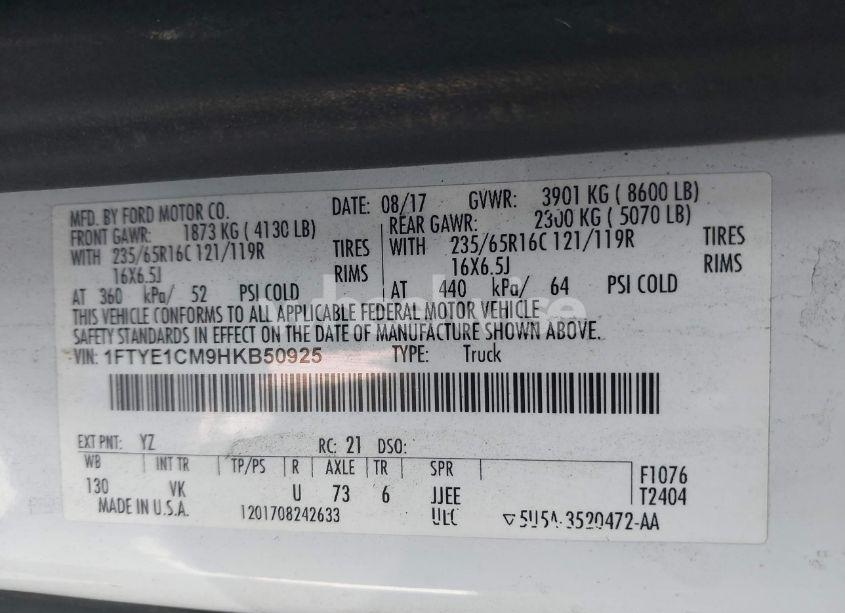 MFD. BY FORD MOTOR CO. DATE: 08/17 GVWR: 3901 KG ( 8600 LB)
FRONT GAWR: 1873 KG ( 4130 LB) REAR GAWR: 2300 KG ( 5070 LB)
WITH 235/65R16C 121/119R TIRES WITH 235/65R16C 121/119R TIRES
16X6.5J RIMS 16X6.5J RIMS
AT 360 kPa/ 52 PSI COLD AT 440 kPa/ 64 PSI COLD
THIS VEHICLE CONFORMS TO ALL APPLICABLE FEDERAL MOTOR VEHICLE
SAFETY STANDARDS IN EFFECT ON THE DATE OF MANUFACTURE SHOWN ABOVE.
VIN: 1FTYE1CM9HKB50925 TYPE: Truck
EXT PNT: YZ RC: 21 DSO:
WB INT TR TP/PS R AXLE TR SPR F1076
130 VK U 73 6 JJEE T2404
MADE IN U.S.A. 1201708242633 ULC 5U5A-3520472-AA